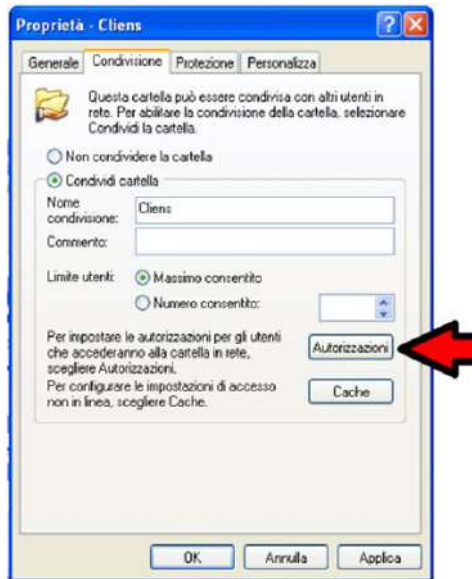 Proprietà - Cliens
Generale Condivisione Protezione Personalizza
Questa cartella può essere condivisa con altri utenti in
rete. Per abilitare la condivisione della cartella, selezionare
Condividi la cartella.
Non condividere la cartella
Condividi cartella
Nome
condivisione:
Cliens
Commento:
Limite utenti:
Massimo consentito
Numero consentito:
Per impostare le autorizzazioni per gli utenti
che accederanno alla cartella in rete,
scegliere Autorizzazioni.
Autorizzazioni
Per configurare le impostazioni di accesso
non in linea, scegliere Cache.
Cache
OK Annulla Applica